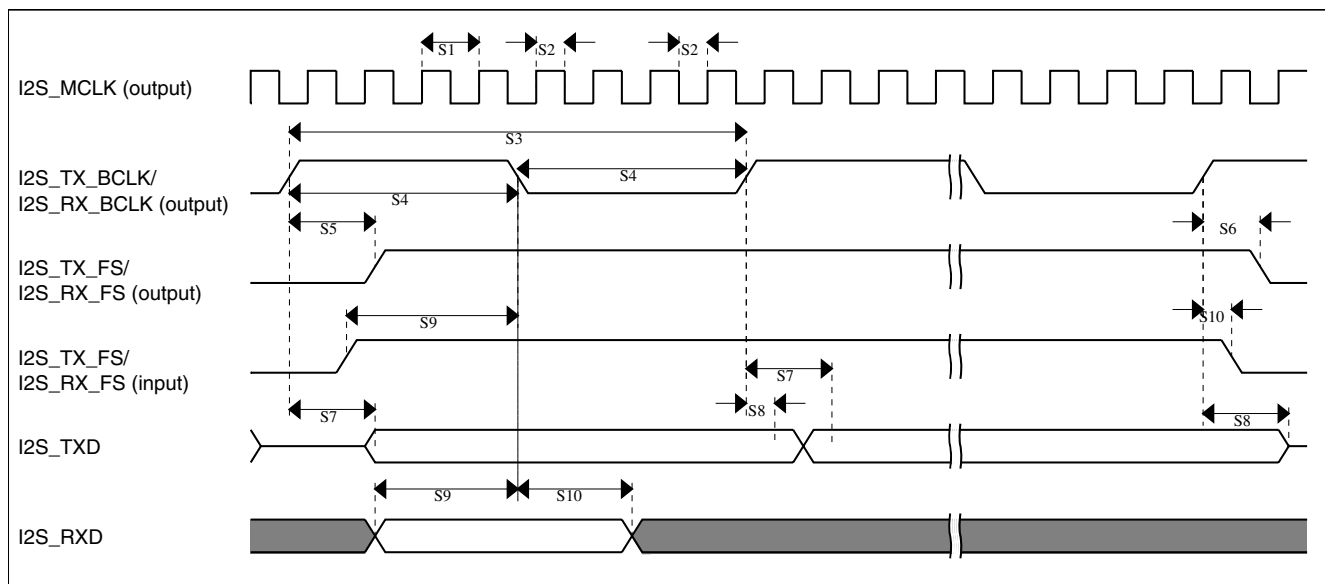 S1
S2
S2
I2S_MCLK (output)
S3
I2S_TX_BCLK/
I2S_RX_BCLK (output)
S4
S4
S5
S6
I2S_TX_FS/
I2S_RX_FS (output)
S9
S10
I2S_TX_FS/
I2S_RX_FS (input)
S7
S7
S8
S8
I2S_TXD
S9
S10
I2S_RXD